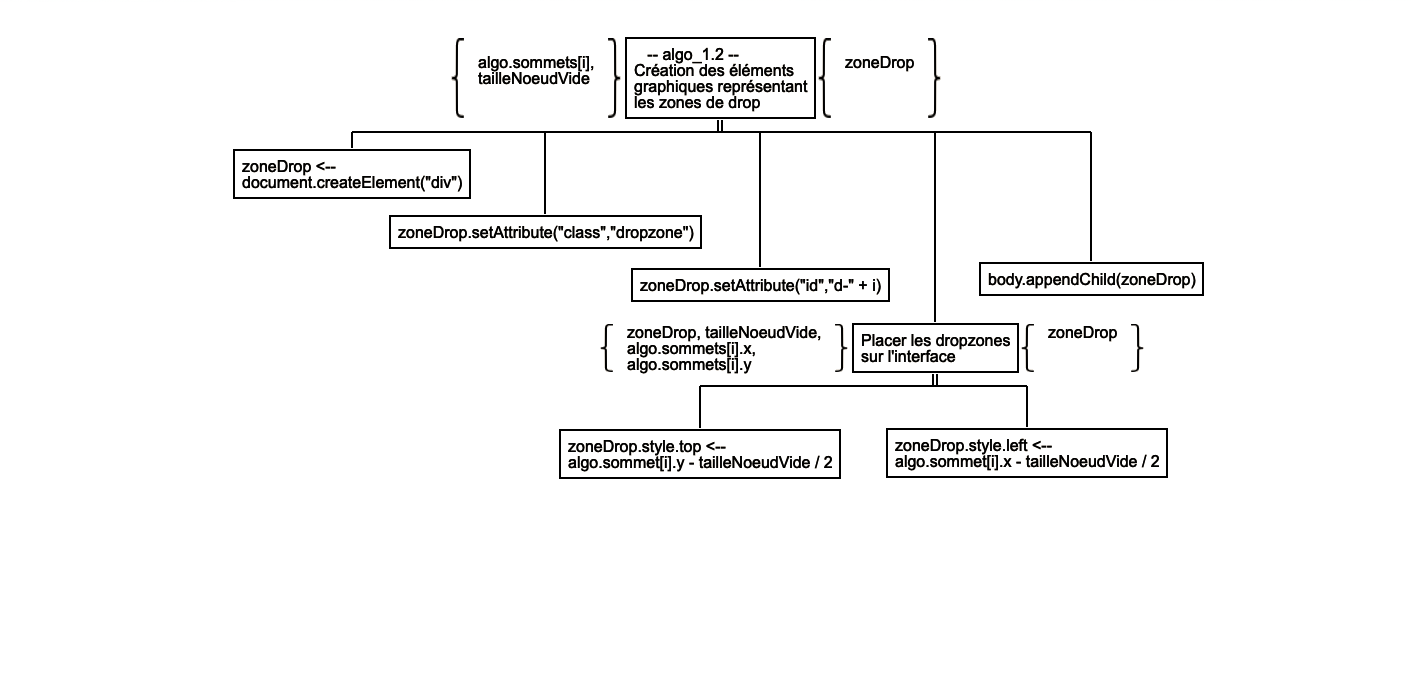 algo.sommets[i],
tailleNoeudVide
-- algo_1.2 --
Création des éléments
graphiques représentant
les zones de drop
zoneDrop
zoneDrop <--
document.createElement("div")
zoneDrop.setAttribute("class","dropzone")
zoneDrop.setAttribute("id","d-" + i)
body.appendChild(zoneDrop)
zoneDrop, tailleNoeudVide,
algo.sommets[i].x,
algo.sommets[i].y
Placer les dropzones
sur l'interface
zoneDrop
zoneDrop.style.top <--
algo.sommet[i].y - tailleNoeudVide / 2
zoneDrop.style.left <--
algo.sommet[i].x - tailleNoeudVide / 2